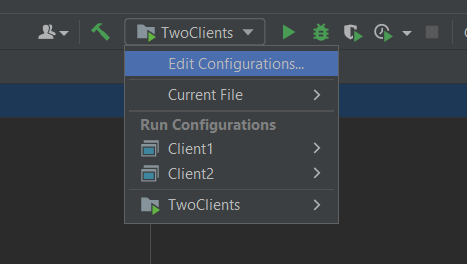 TwoClients
Edit Configurations...
Current File
Run Configurations
Client1
Client2
TwoClients